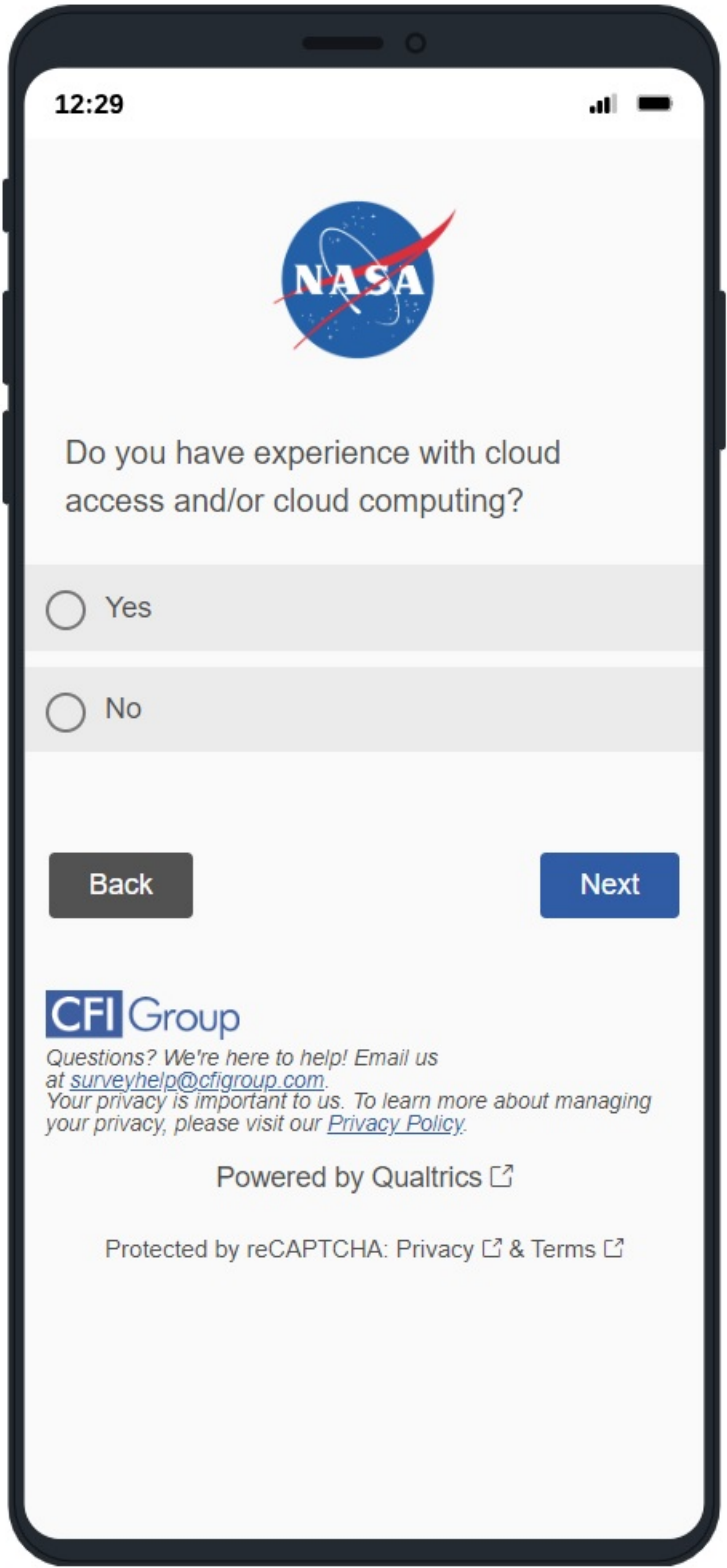 12:29
NASA
Do you have experience with cloud
access and/or cloud computing?
Yes
No
Back
Next
CFI Group
Questions? We're here to help! Email us
at surveyhelp@cfigroup.com.
Your privacy is important to us. To learn more about managing
your privacy, please visit our Privacy Policy.
Powered by Qualtrics
Protected by reCAPTCHA: Privacy & Terms